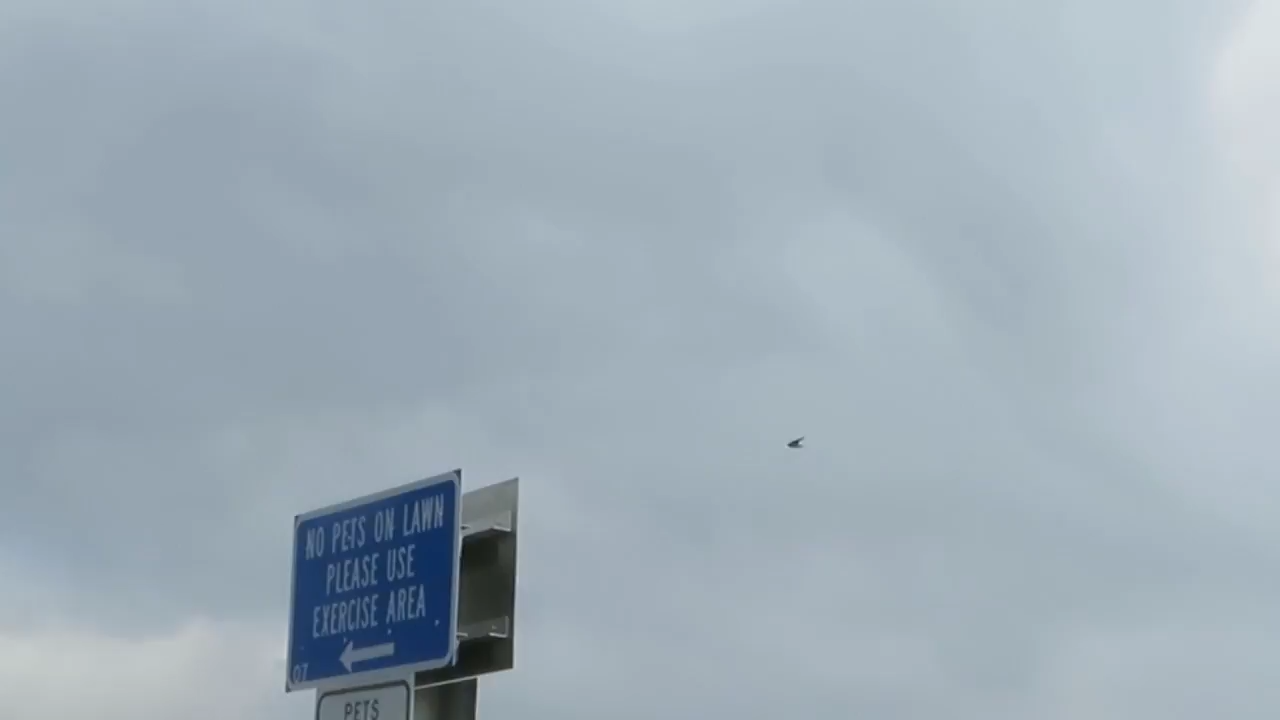 NO PETS ON LAWN
PLEASE USE
EXERCISE AREA
07
PETS